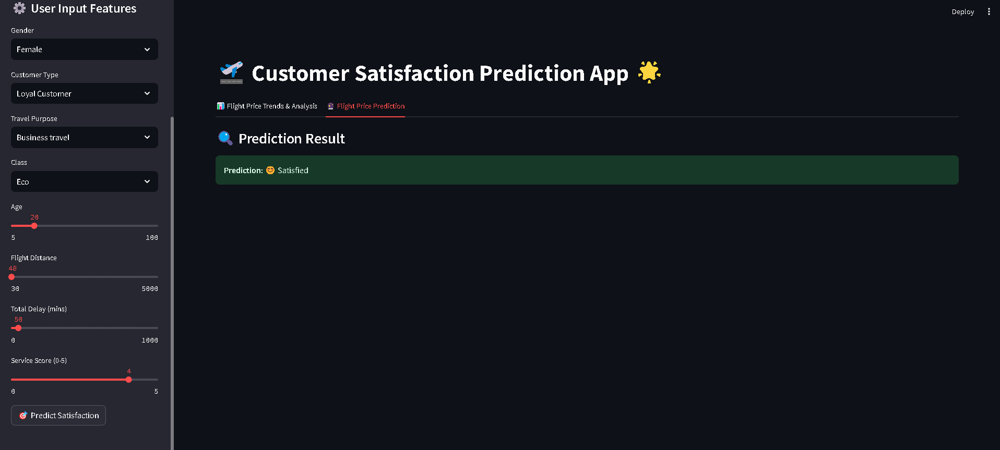 ⚙️ User Input Features
Gender
Female
Customer Type
Loyal Customer
Travel Purpose
Business travel
Class
Eco
Age
20
5 100
Flight Distance
48
30 5000
Total Delay (mins)
50
0 1000
Service Score (0-5)
4
0 5
🎯 Predict Satisfaction
Deploy
🛫 Customer Satisfaction Prediction App 🌟
📊 Flight Price Trends & Analysis 🔮 Flight Price Prediction
🔍 Prediction Result
Prediction: 😊 Satisfied